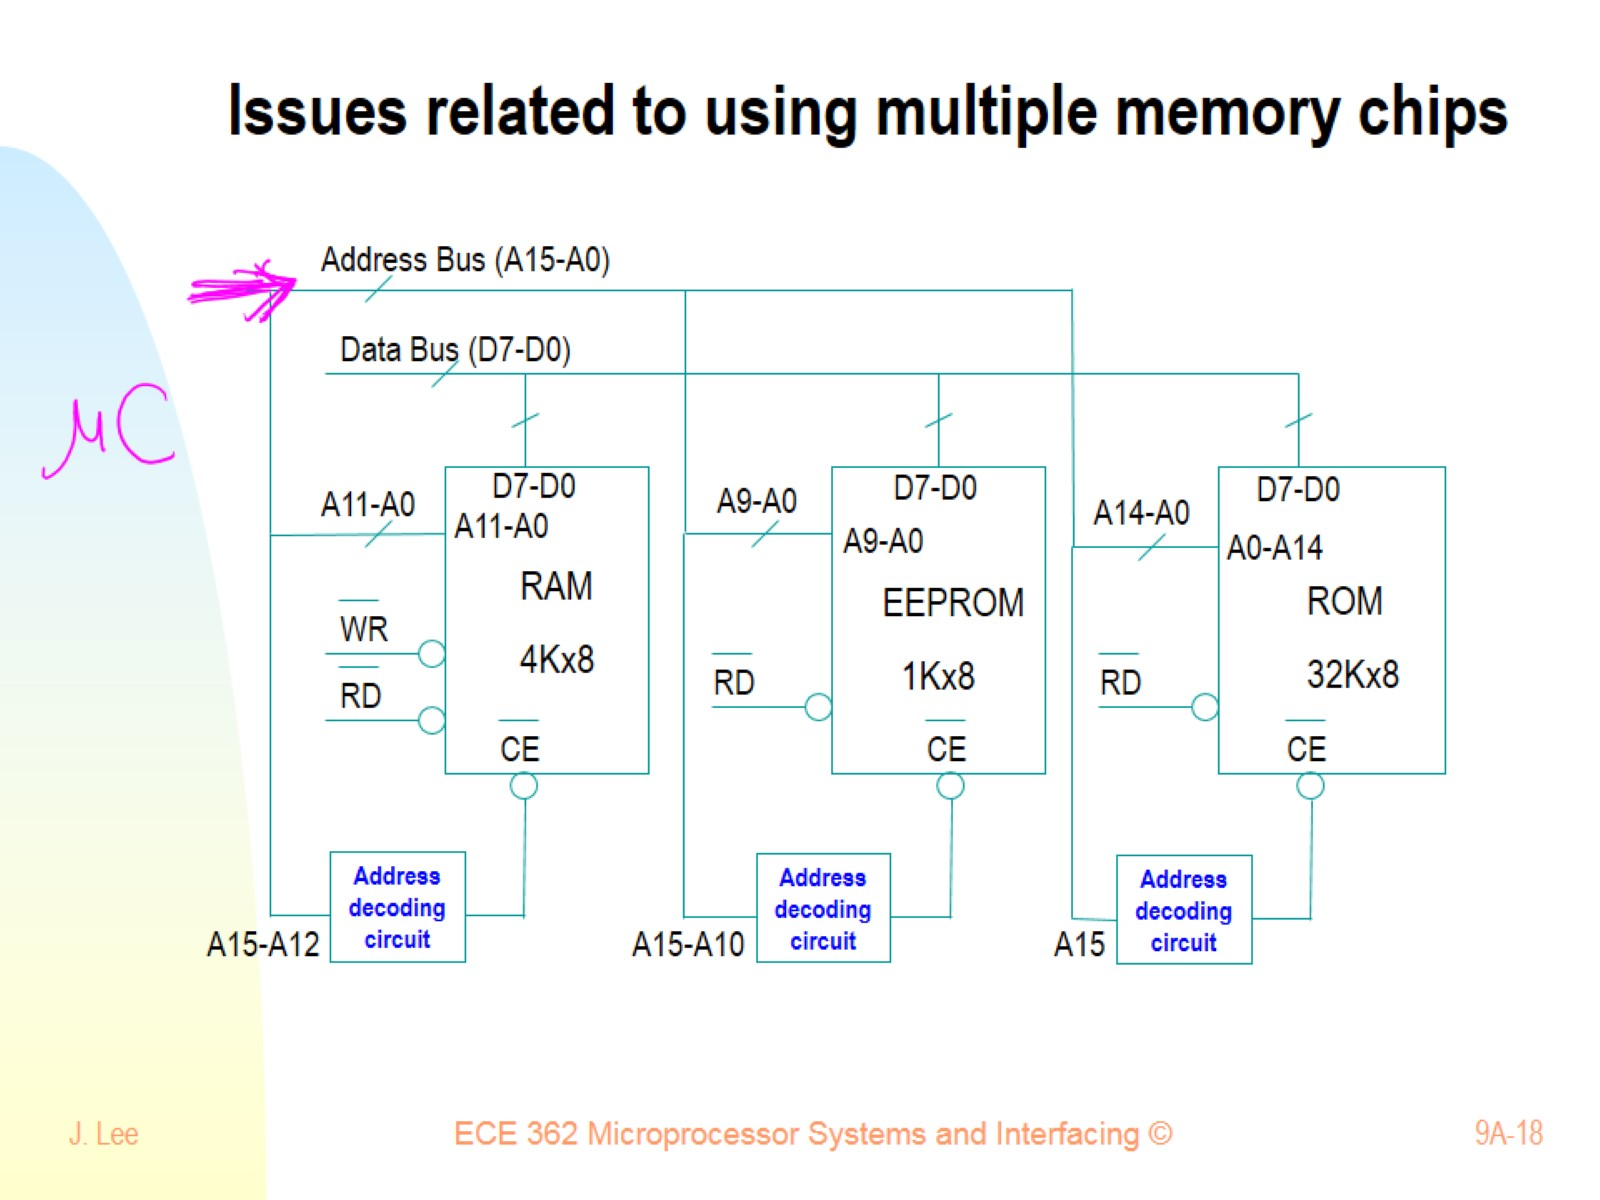 Issues related to using multiple memory chips
Address Bus (A15-A0)
Data Bus (D7-D0)
μC
A11-A0
D7-D0
A11-A0
RAM
4Kx8
WR
RD
CE
Address
decoding
circuit
A15-A12
A9-A0
D7-D0
A9-A0
EEPROM
1Kx8
RD
CE
Address
decoding
circuit
A15-A10
A14-A0
D7-D0
A0-A14
ROM
32Kx8
RD
CE
Address
decoding
circuit
A15
J. Lee
ECE 362 Microprocessor Systems and Interfacing ©
9A-18